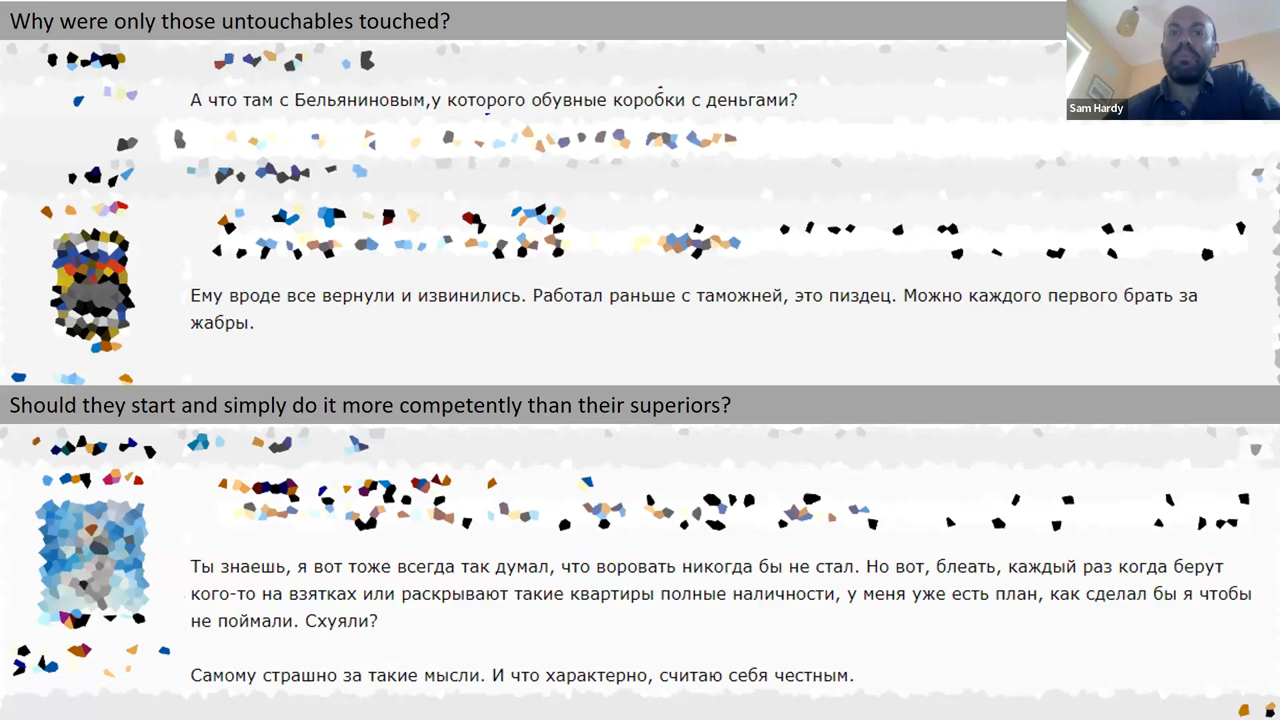 Why were only those untouchables touched?
Sam Hardy
А что там с Бельяниновым,у которого обувные коробки с деньгами?
Ему вроде все вернули и извинились. Работал раньше с таможней, это пиздец. Можно каждого первого брать за
жабры.
Should they start and simply do it more competently than their superiors?
Ты знаешь, я вот тоже всегда так думал, что воровать никогда бы не стал. Но вот, блеать, каждый раз когда берут
кого-то на взятках или раскрывают такие квартиры полные наличности, у меня уже есть план, как сделал бы я чтобы
не поймали. Схуяли?
Самому страшно за такие мысли. И что характерно, считаю себя честным.